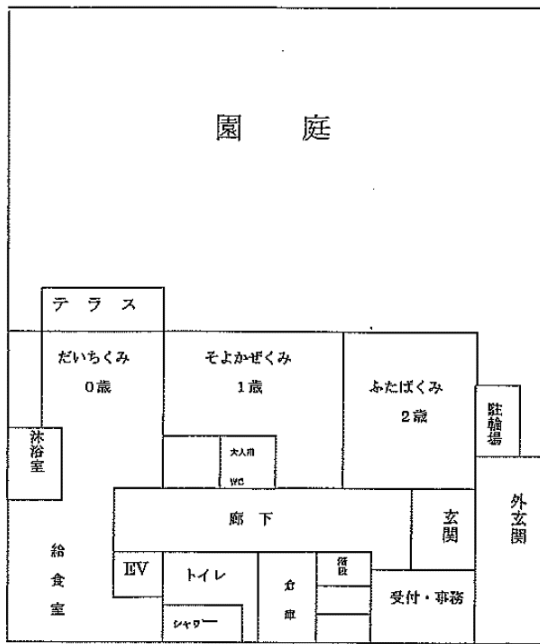 園　庭
テラス
だいちくみ
0歳
そよかぜくみ
1歳
ふたばくみ
2歳
駐輪場
沐浴室
大人用
WC
廊下
玄関
外玄関
給食室
EV
トイレ
倉庫
階段
シャワー
受付・事務